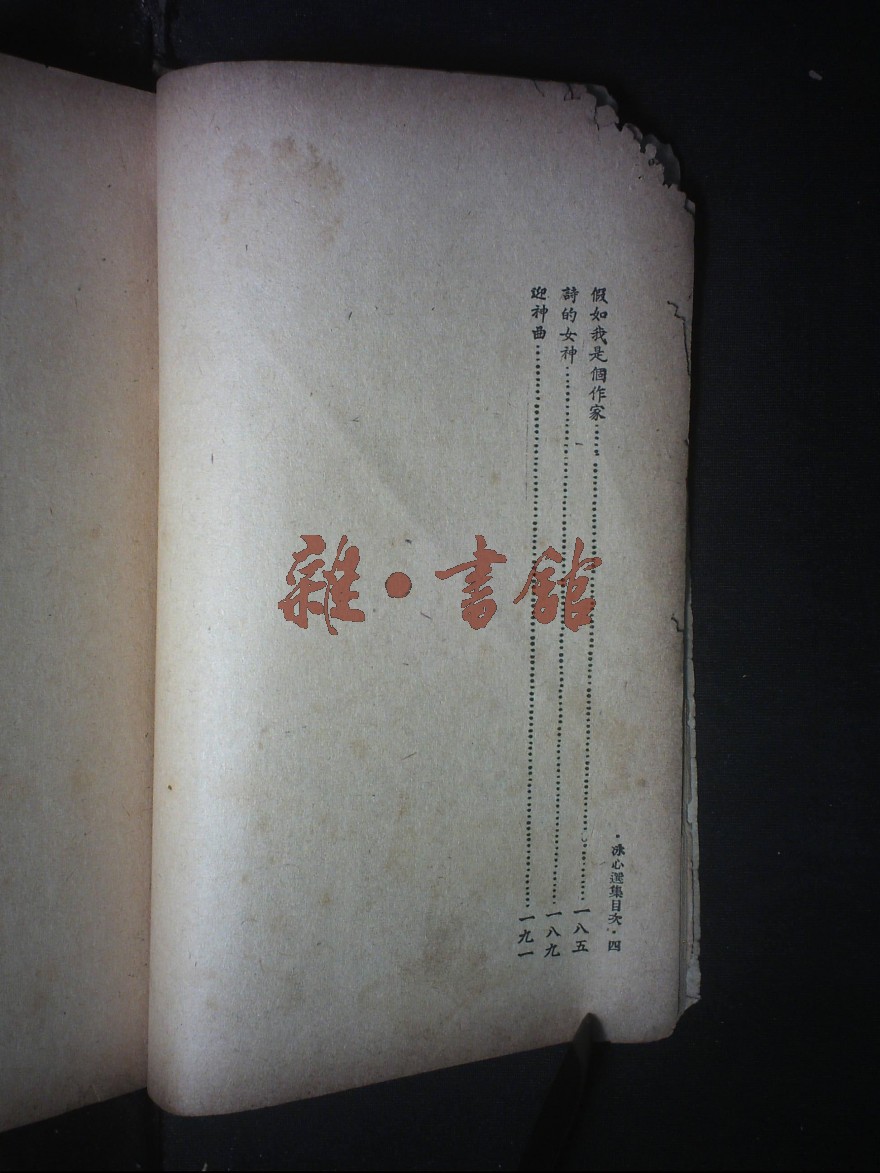 假如我是個作家……一八五
詩的女神……一八九
迎神曲……一九一
·冰心選集目次·四
雜·書館